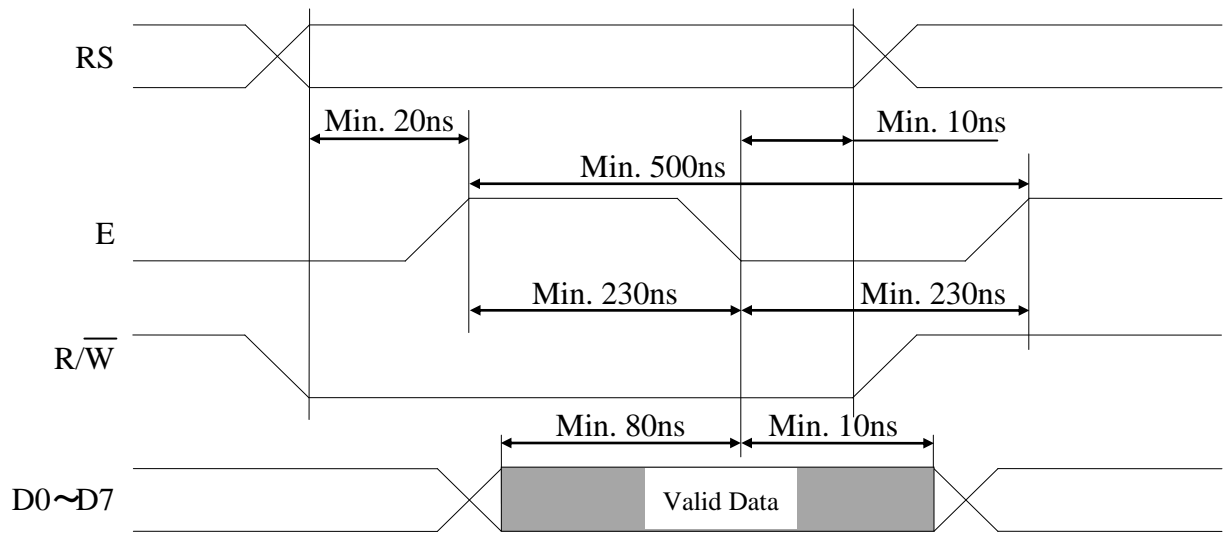 RS
Min. 20ns
Min. 10ns
Min. 500ns
E
Min. 230ns
Min. 230ns
R/W̅
Min. 80ns
Min. 10ns
D0~D7
Valid Data